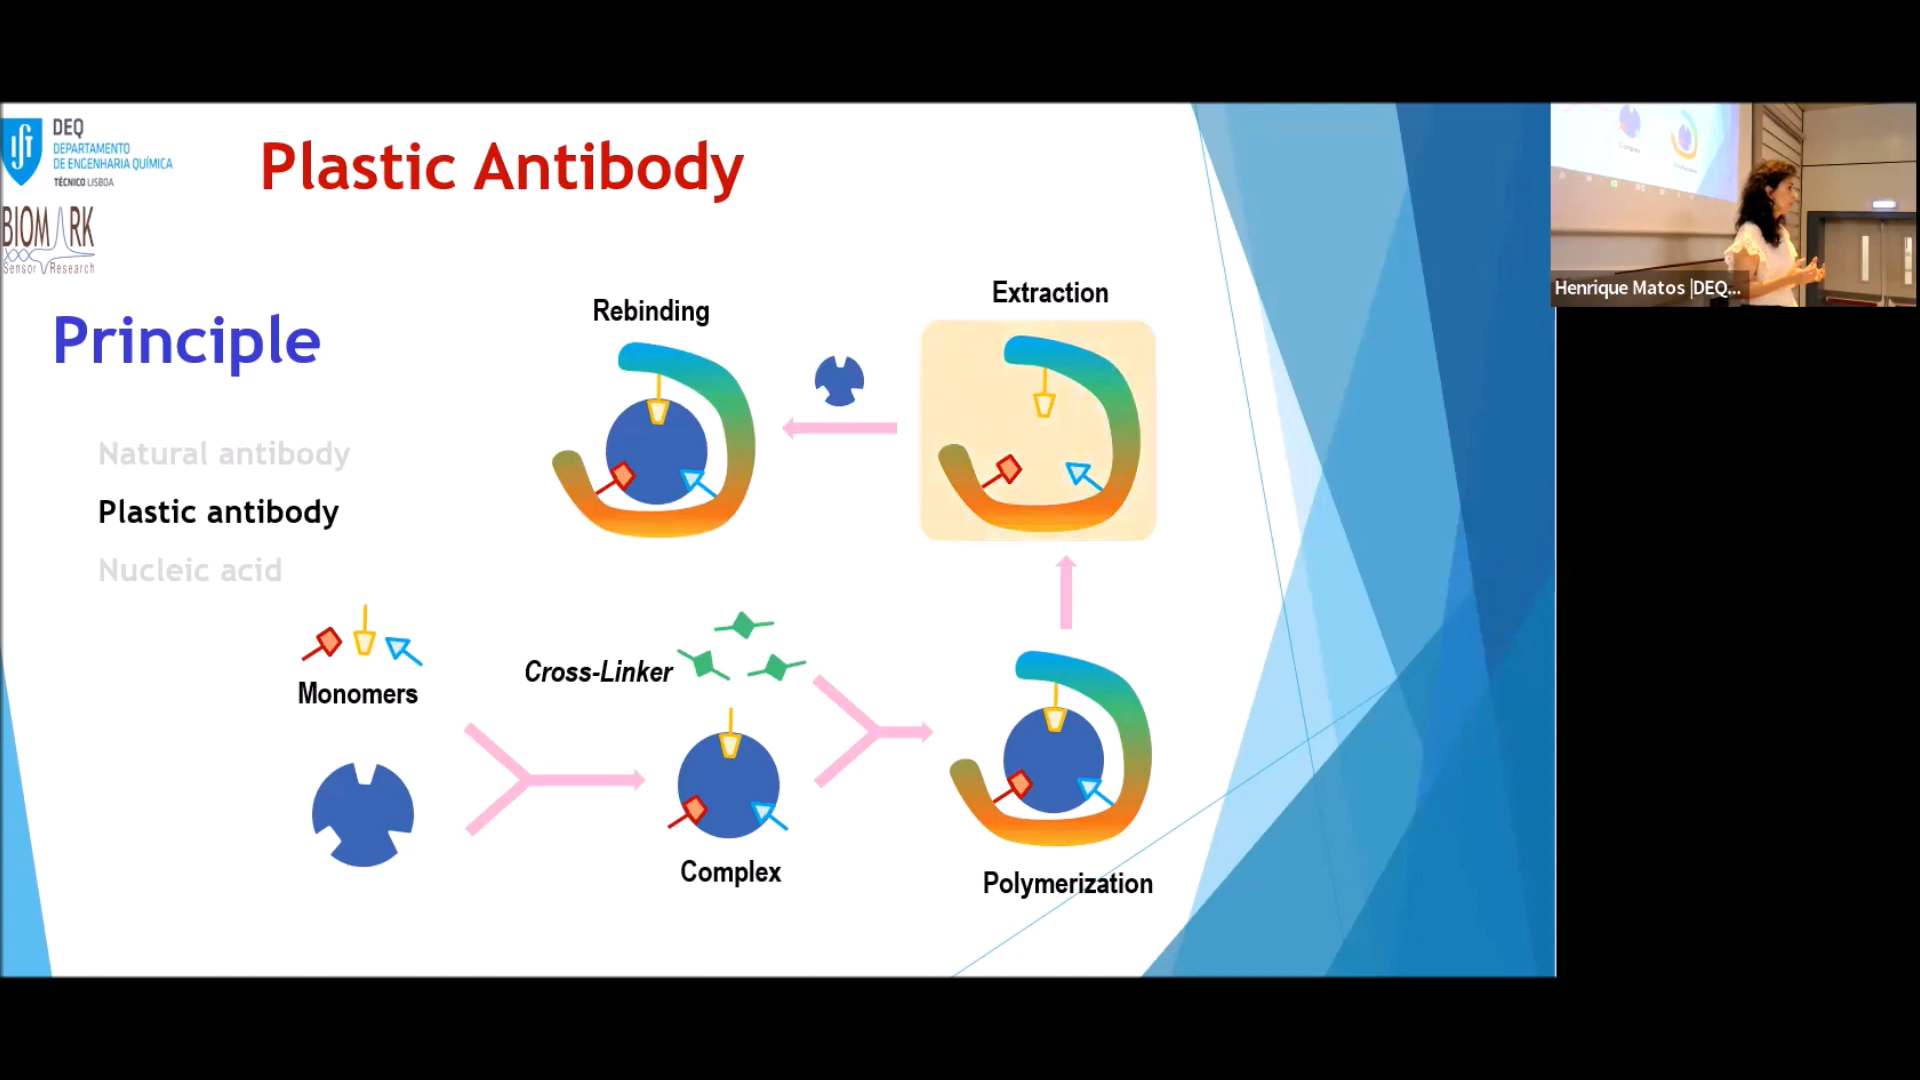 DEQ
DEPARTAMENTO
DE ENGENHARIA QUÍMICA
TÉCNICO LISBOA
BIOMARK
Sensor Research
Plastic Antibody
Principle
Natural antibody
Plastic antibody
Nucleic acid
Rebinding
Extraction
Monomers
Cross-Linker
Complex
Polymerization
Henrique Matos |DEQ...